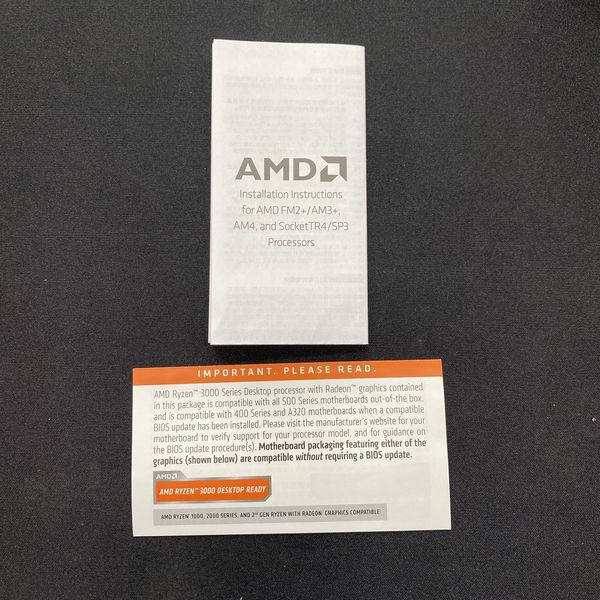 AMD
Installation Instructions
for AMD FM2+/AM3+,
AM4, and SocketTR4/SP3
Processors
IMPORTANT. PLEASE READ.
AMD Ryzen™ 3000 Series Desktop processor with Radeon™ graphics contained
in this package is compatible with all 500 Series motherboards out-of-the box,
and is compatible with 400 Series and A320 motherboards when a compatible
BIOS update has been installed. Please visit the manufacturer's website for your
motherboard to verify support for your processor model, and for guidance on
the BIOS update procedure(s). Motherboard packaging featuring either of the
graphics (shown below) are compatible without requiring a BIOS update.
AMD
AMD RYZEN™ 3000 DESKTOP READY
AMD RYZEN 1000, 2000 SERIES, AND 2ND GEN RYZEN WITH RADEON GRAPHICS COMPATIBLE